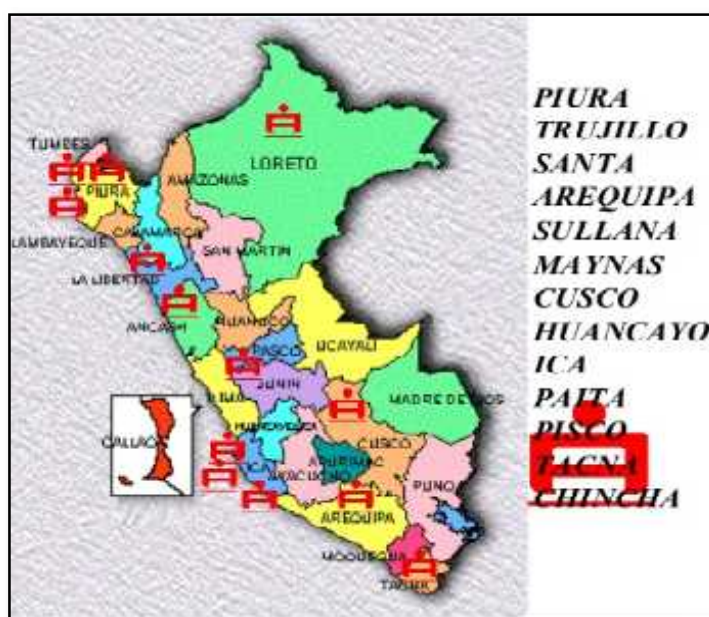 TUMBES
PIURA
LAMBAYEQUE
CAJAMARCA
AMAZONAS
LORETO
SAN MARTIN
LA LIBERTAD
ANCASH
HUANUCO
PASCO
UCAYALI
JUNIN
LIMA
CALLAO
HUANCAVELICA
MADRE DE DIOS
CUSCO
ICA
AYACUCHO
APURIMAC
PUNO
AREQUIPA
MOQUEGUA
TACNA
PIURA
TRUJILLO
SANTA
AREQUIPA
SULLANA
MAYNAS
CUSCO
HUANCAYO
ICA
PAITA
PISCO
TACNA
CHINCHA